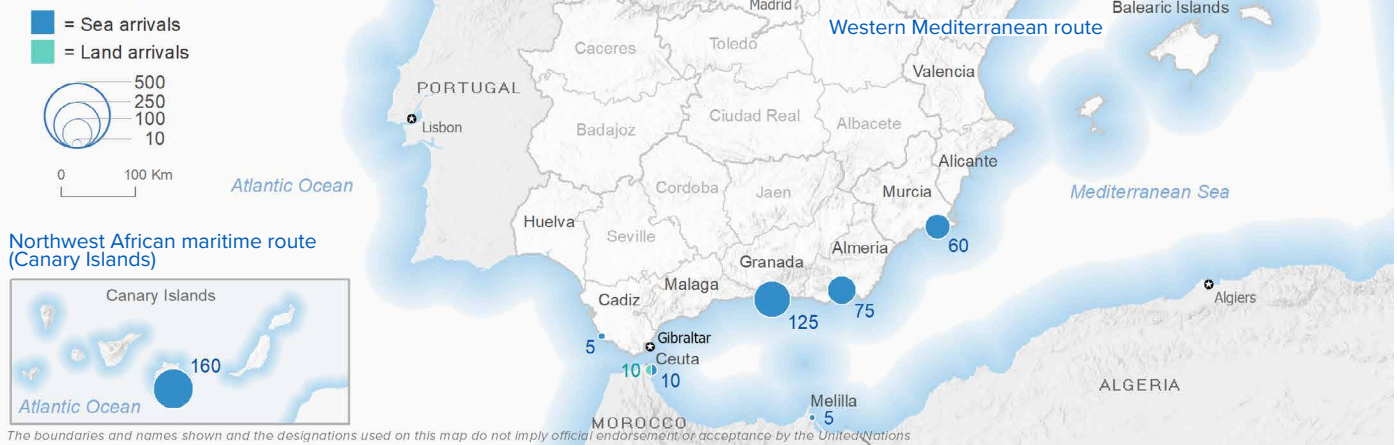 = Sea arrivals
= Land arrivals
500
250
100
10
0 100 Km
Madrid
Western Mediterranean route
Balearic Islands
Caceres
Toledo
Valencia
PORTUGAL
Lisbon
Badajoz
Ciudad Real
Albacete
Alicante
Atlantic Ocean
Cordoba
Jaen
Murcia
Mediterranean Sea
Huelva
Seville
Almeria
60
Northwest African maritime route
(Canary Islands)
Granada
Malaga
Cadiz
125
75
Algiers
Canary Islands
160
Atlantic Ocean
5
Gibraltar
Ceuta
10
10
Melilla
5
ALGERIA
MOROCCO
The boundaries and names shown and the designations used on this map do not imply official endorsement or acceptance by the United Nations